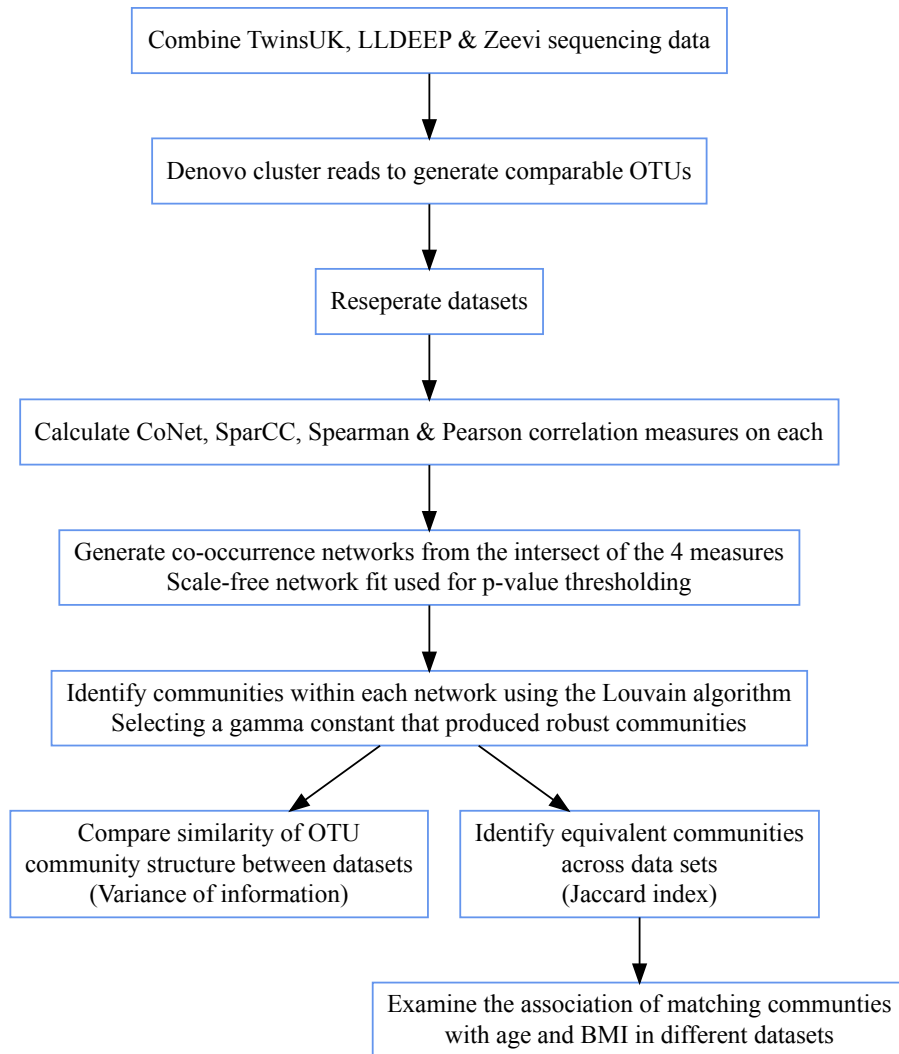 Combine TwinsUK, LLDEEP & Zeevi sequencing data
Denovo cluster reads to generate comparable OTUs
Reseperate datasets
Calculate CoNet, SparCC, Spearman & Pearson correlation measures on each
Generate co-occurrence networks from the intersect of the 4 measures
Scale-free network fit used for p-value thresholding
Identify communities within each network using the Louvain algorithm
Selecting a gamma constant that produced robust communities
Compare similarity of OTU
community structure between datasets
(Variance of information)
Identify equivalent communities
across data sets
(Jaccard index)
Examine the association of matching communties
with age and BMI in different datasets